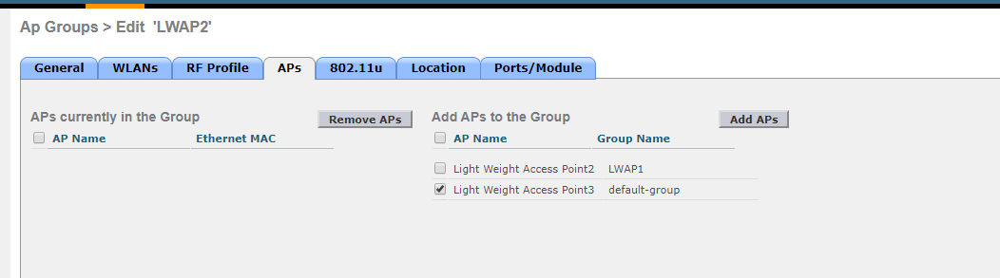 Ap Groups > Edit 'LWAP2'
General WLANs RF Profile APs 802.11u Location Ports/Module
APs currently in the Group Remove APs Add APs to the Group Add APs
AP Name Ethernet MAC AP Name Group Name
Light Weight Access Point2 LWAP1
Light Weight Access Point3 default-group